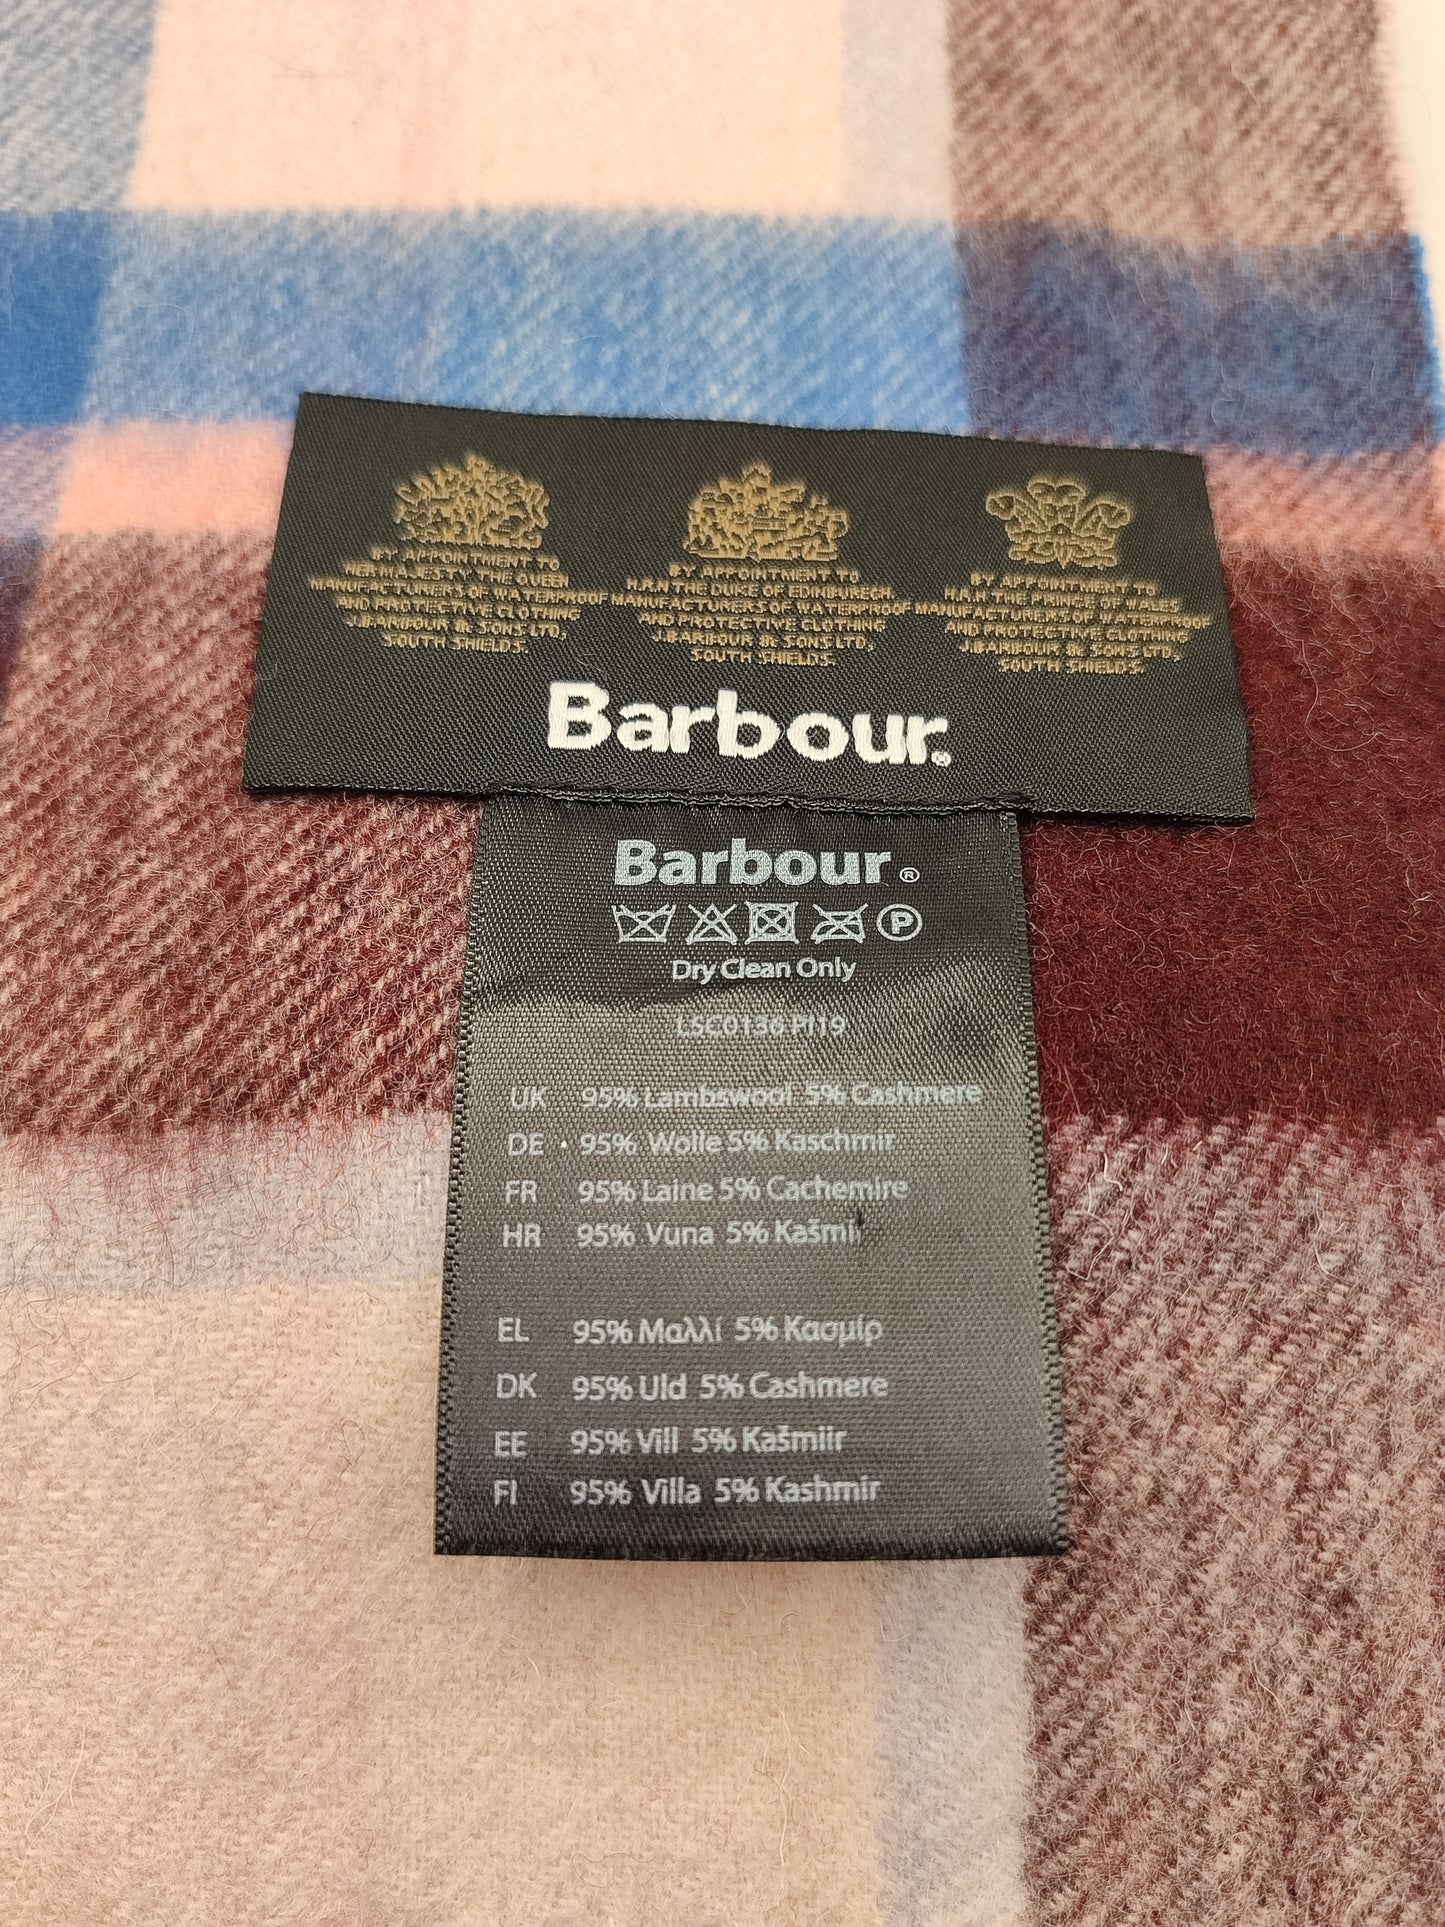 BY APPOINTMENT TO
HER MAJESTY THE QUEEN
MANUFACTURERS OF WATERPROOF
AND PROTECTIVE CLOTHING
J.BARBOUR & SONS LTD.
SOUTH SHIELDS.
BY APPOINTMENT TO
H.R.H THE DUKE OF EDINBURGH
MANUFACTURERS OF WATERPROOF
AND PROTECTIVE CLOTHING
J.BARBOUR & SONS LTD.
SOUTH SHIELDS.
BY APPOINTMENT TO
H.R.H THE PRINCE OF WALES
MANUFACTURERS OF WATERPROOF
AND PROTECTIVE CLOTHING
J.BARBOUR & SONS LTD.
SOUTH SHIELDS.
Barbour®
Barbour®
P
Dry Clean Only
LSC0136 PI19
UK 95% Lambswool 5% Cashmere
DE · 95% Wolle 5% Kaschmir
FR 95% Laine 5% Cachemire
HR 95% Vuna 5% Kašmir
EL 95% Μαλλί 5% Κασμίρ
DK 95% Uld 5% Cashmere
EE 95% Vill 5% Kašmiir
FI 95% Villa 5% Kashmir